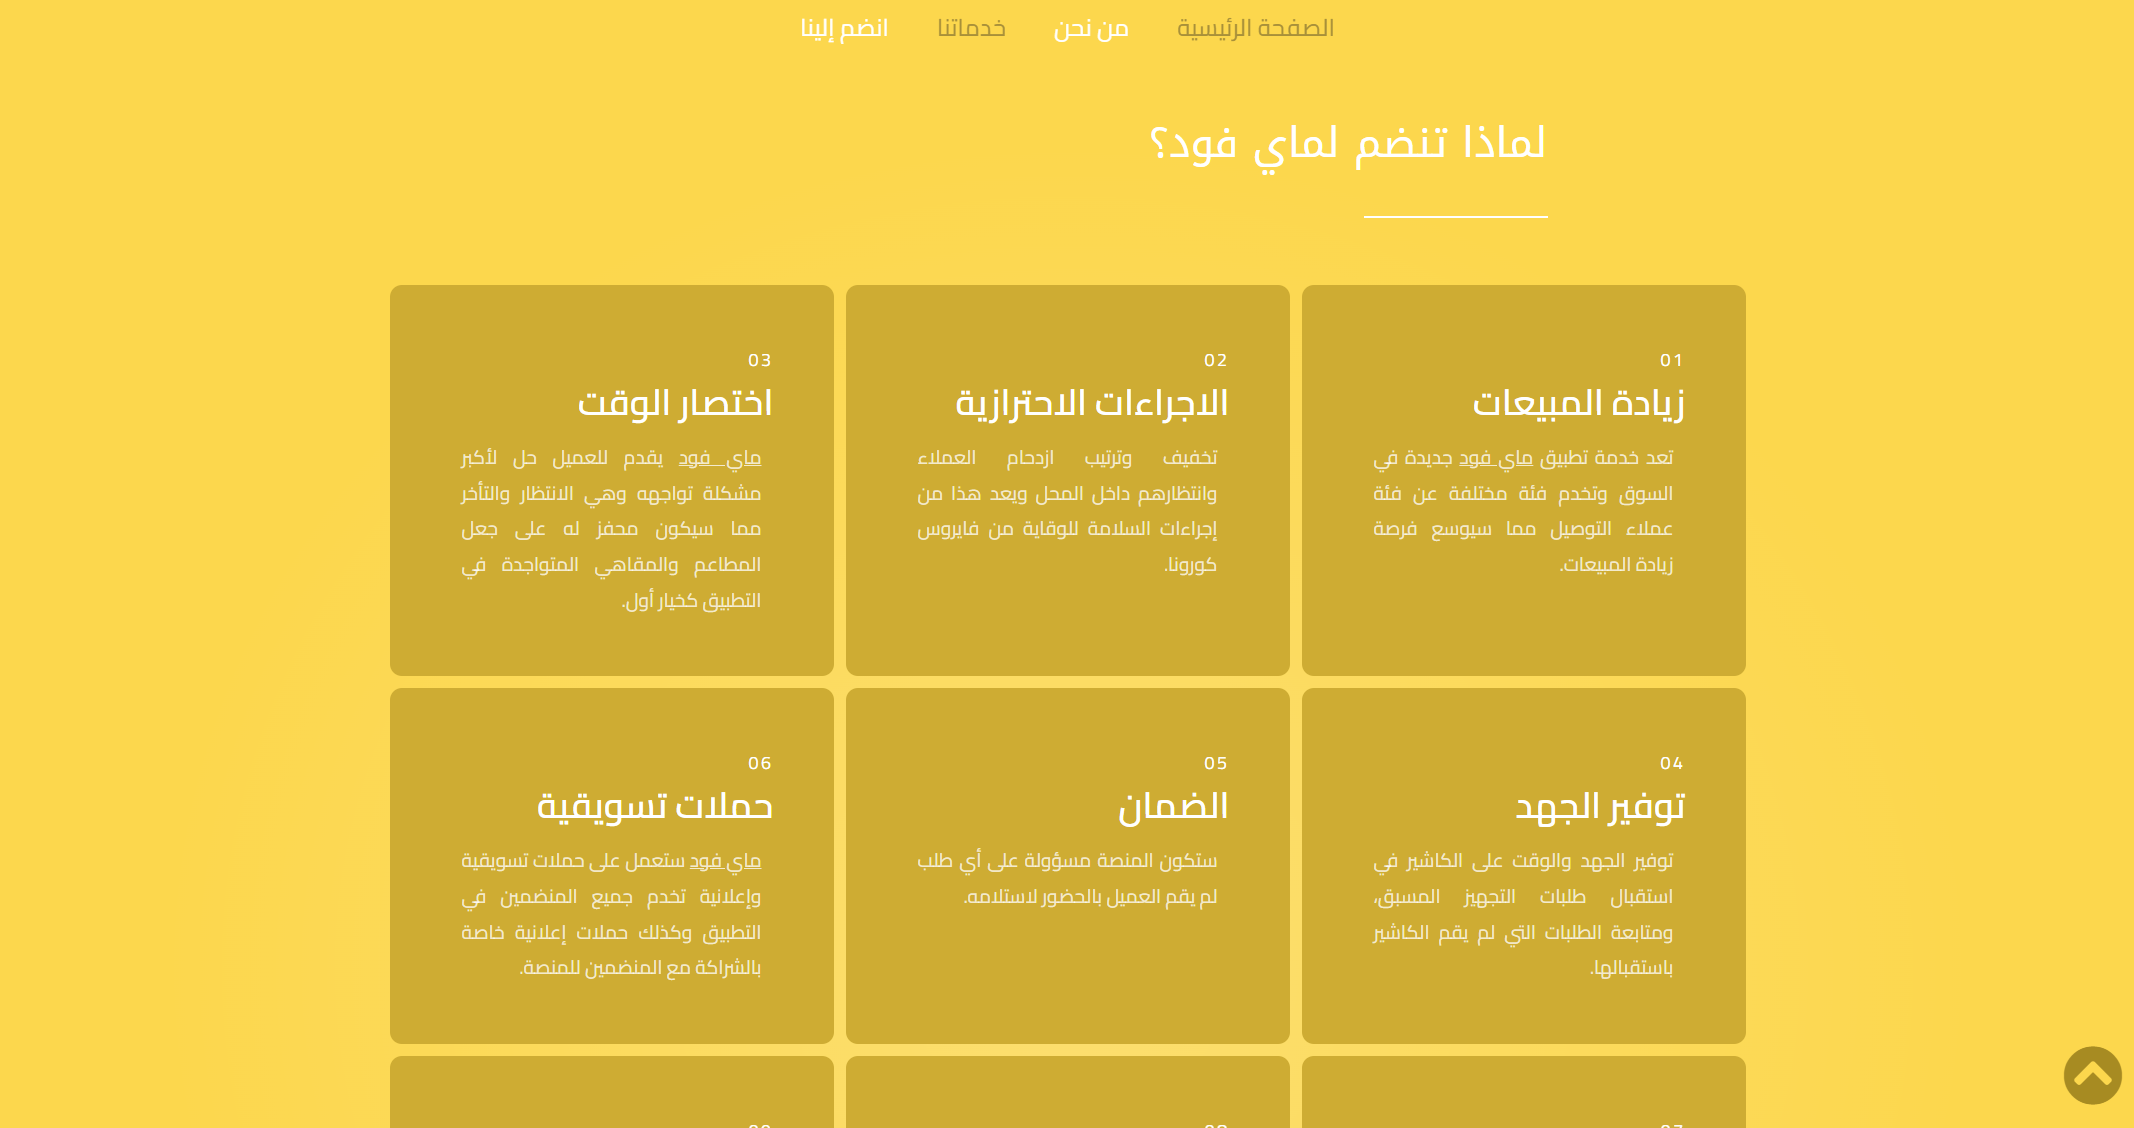 الصفحة الرئيسية من نحن خدماتنا انضم إلينا
لماذا تنضم لماي فود؟
01
زيادة المبيعات
تعد خدمة تطبيق ماي فود جديدة في
السوق وتخدم فئة مختلفة عن فئة
عملاء التوصيل مما سيوسع فرصة
زيادة المبيعات.
02
الاجراءات الاحترازية
تخفيف وترتيب ازدحام العملاء
وانتظارهم داخل المحل ويعد هذا من
إجراءات السلامة للوقاية من فايروس
كورونا.
03
اختصار الوقت
ماي فود يقدم للعميل حل لأكبر
مشكلة تواجهه وهي الانتظار والتأخر
مما سيكون محفز له على جعل
المطاعم والمقاهي المتواجدة في
التطبيق كخيار أول.
04
توفير الجهد
توفير الجهد والوقت على الكاشير في
استقبال طلبات التجهيز المسبق،
ومتابعة الطلبات التي لم يقم الكاشير
باستقبالها.
05
الضمان
ستكون المنصة مسؤولة على أي طلب
لم يقم العميل بالحضور لاستلامه.
06
حملات تسويقية
ماي فود ستعمل على حملات تسويقية
وإعلانية تخدم جميع المنضمين في
التطبيق وكذلك حملات إعلانية خاصة
بالشراكة مع المنضمين للمنصة.